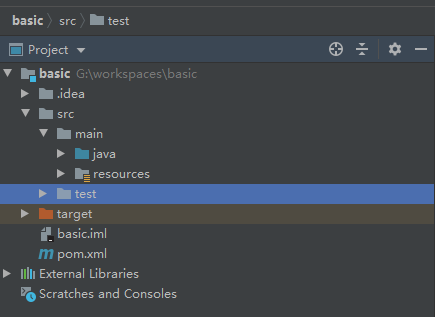 basic src test
Project
basic G:\workspaces\basic
.idea
src
main
java
resources
test
target
basic.iml
m pom.xml
External Libraries
Scratches and Consoles